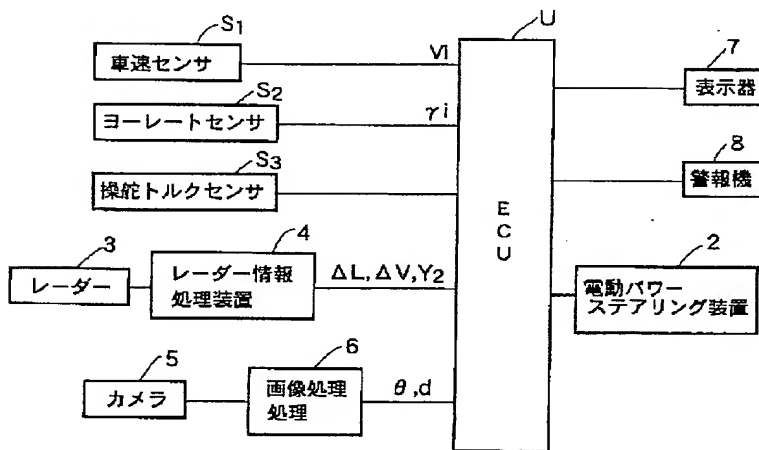 S1
車速センサ
Vi
S2
ヨーレートセンサ
γi
S3
操舵トルクセンサ
3
レーダー
4
レーダー情報
処理装置
ΔL,ΔV,Y2
5
カメラ
6
画像処理
処理
θ,d
U
ECU
7
表示器
8
警報機
2
電動パワー
ステアリング装置